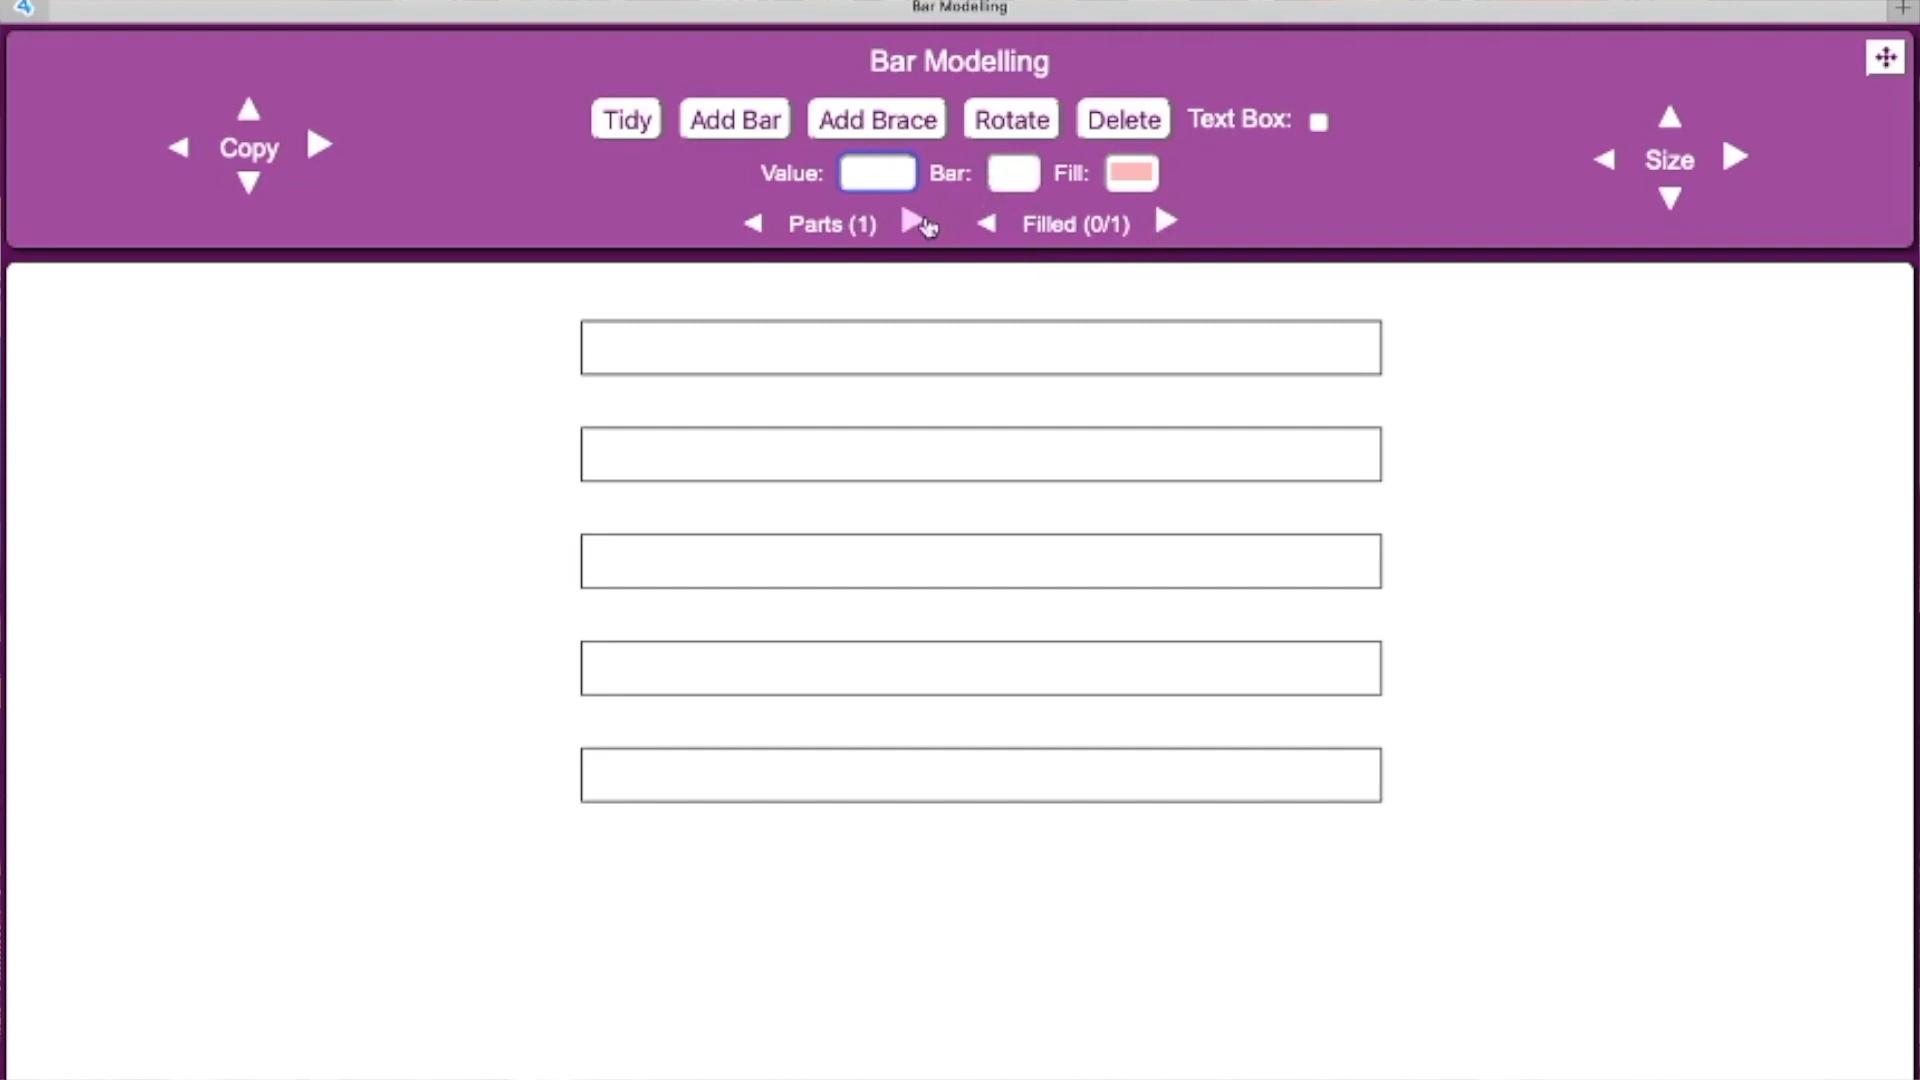 Bar Modelling
Bar Modelling
Tidy Add Bar Add Brace Rotate Delete Text Box:
Copy
Size
Value: Bar: Fill:
Parts (1) Filled (0/1)